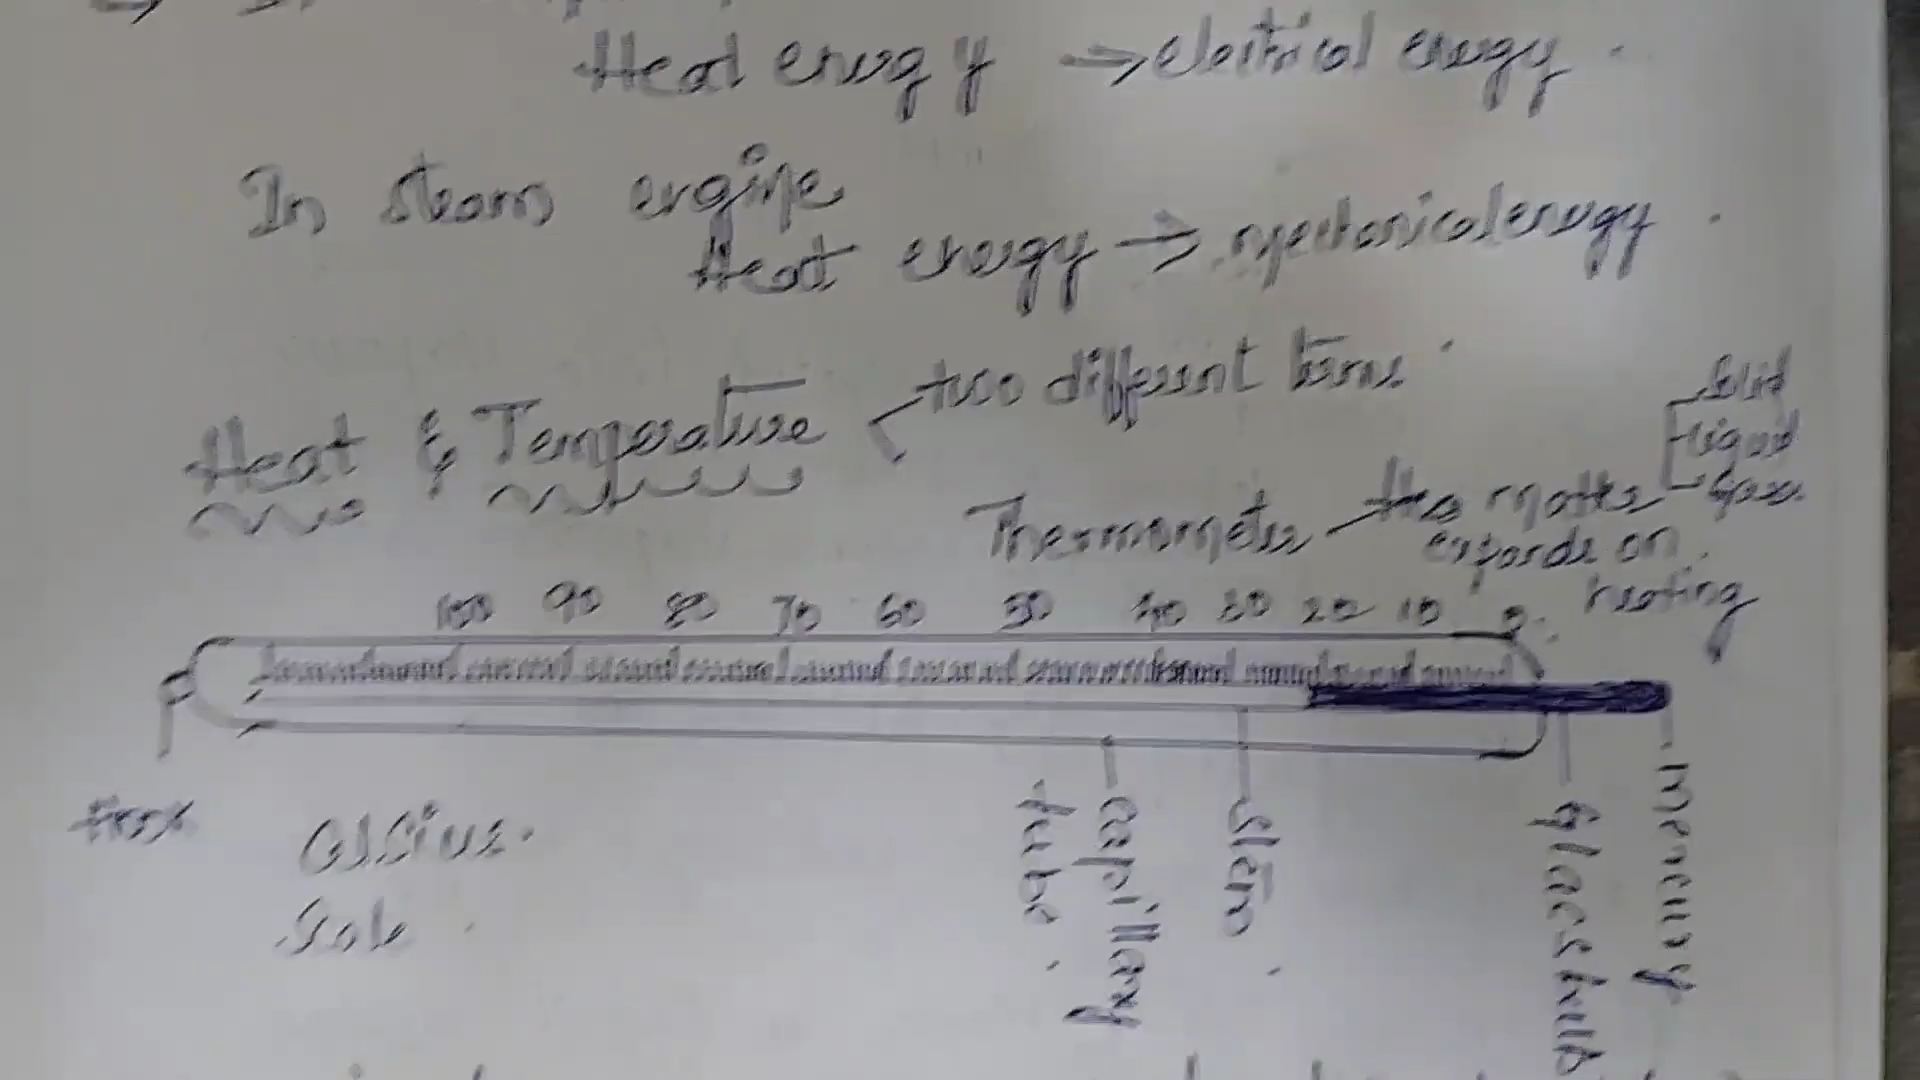 Heat energy → electrical energy.
In steam engine
Heat energy → mechanical energy.
Heat & Temperature two different terms.
Solid
Liquid
Gases.
Thermometer the matter
expands on
heating
100 90 80 70 60 50 40 30 20 10 0
Celsius
Scale
capillary
tube.
stem
glass bulb
mercury